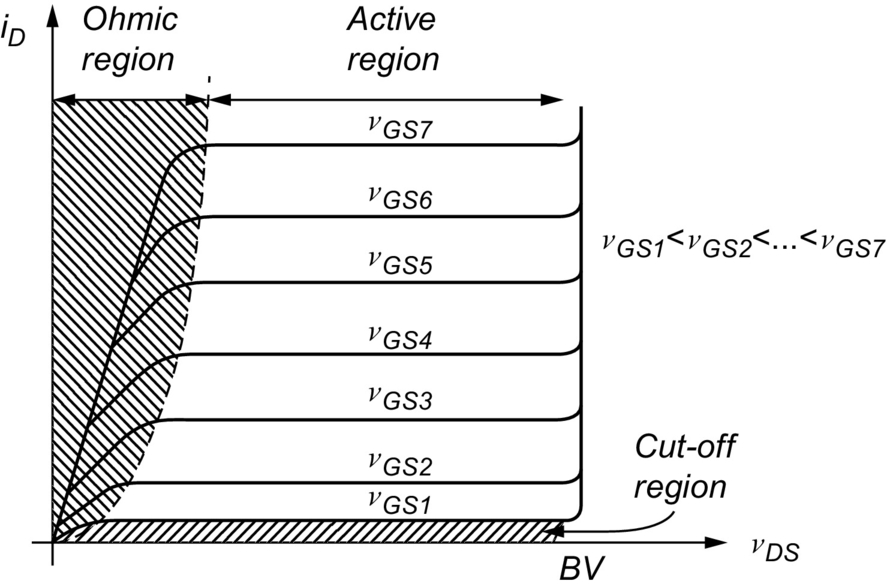 i_D
Ohmic
region
Active
region
ν_GS7
ν_GS6
ν_GS1<ν_GS2<...<ν_GS7
ν_GS5
ν_GS4
ν_GS3
Cut-off
region
ν_GS2
ν_GS1
BV
ν_DS